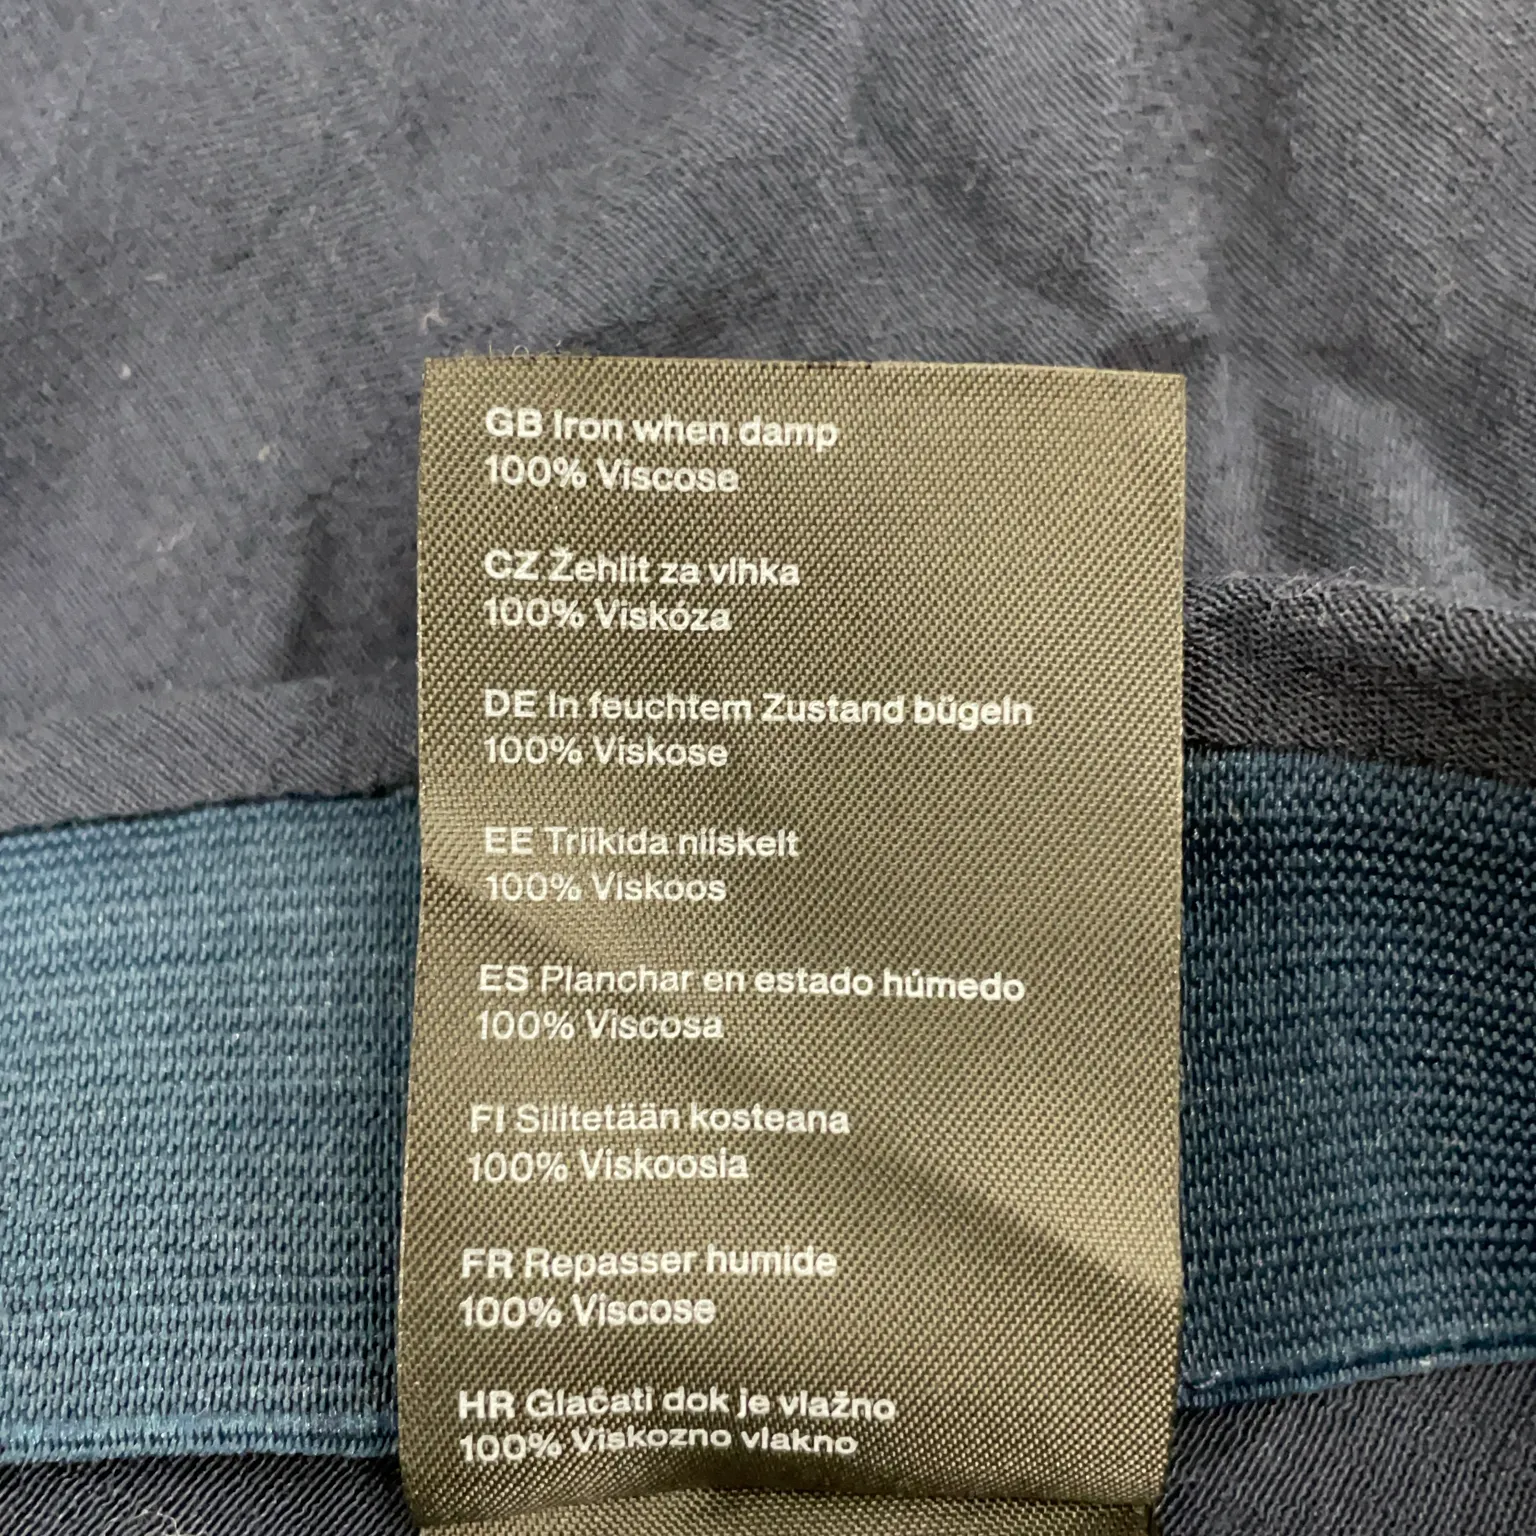 GB Iron when damp
100% Viscose
CZ Žehlit za vlhka
100% Viskóza
DE In feuchtem Zustand bügeln
100% Viskose
EE Triikida niiskelt
100% Viskoos
ES Planchar en estado húmedo
100% Viscosa
FI Silitetään kosteana
100% Viskoosia
FR Repasser humide
100% Viscose
HR Glačati dok je vlažno
100% Viskozno vlakno